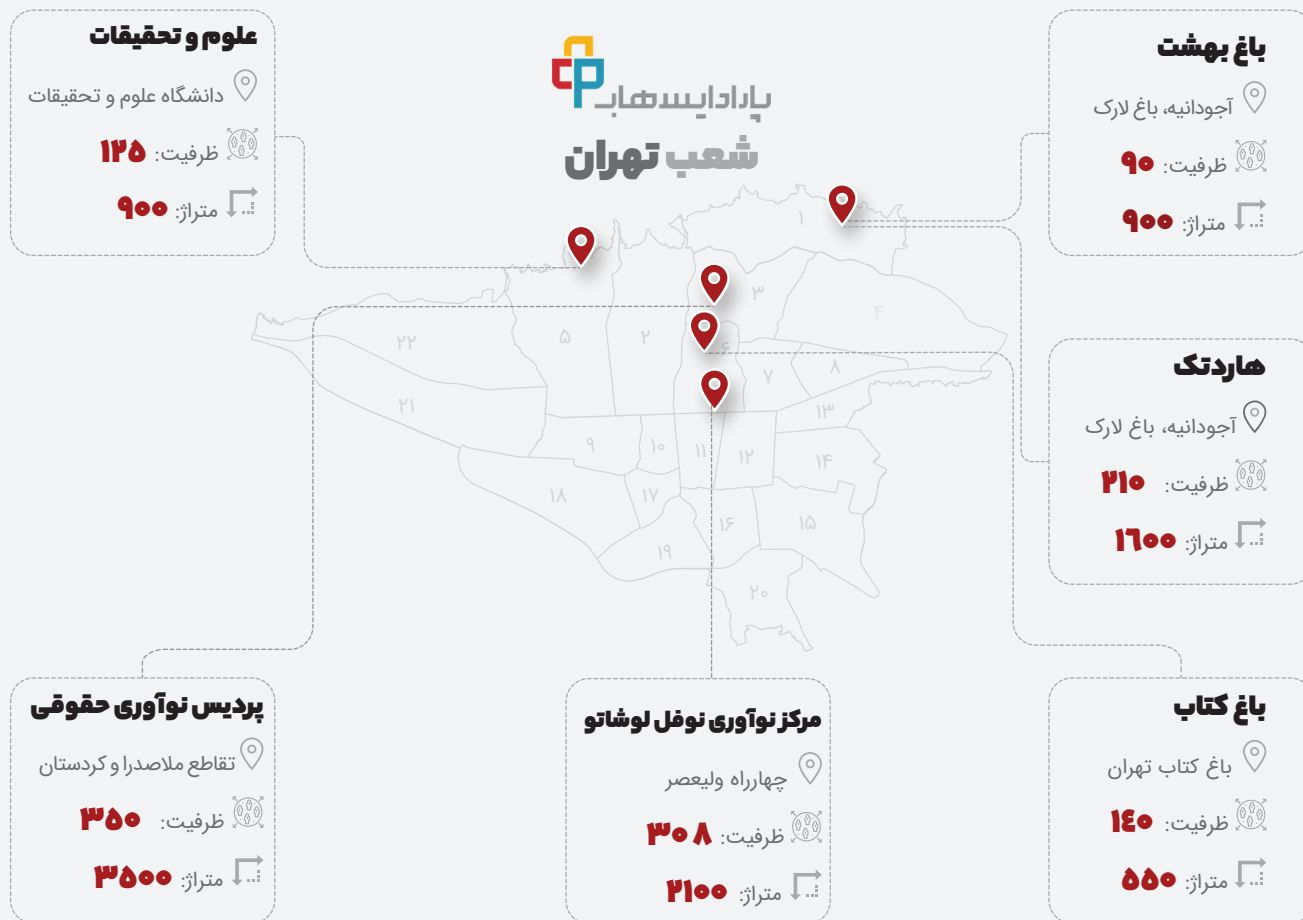 پارادایس‌هاب
شعب تهران
باغ بهشت
آجودانیه، باغ لارک
ظرفیت: ۹۰
متراژ: ۹۰۰
هاردتک
آجودانیه، باغ لارک
ظرفیت: ۲۱۰
متراژ: ۱٦۰۰
باغ کتاب
باغ کتاب تهران
ظرفیت: ۱٤۰
متراژ: ۵۵۰
مرکز نوآوری نوفل لوشاتو
چهارراه ولیعصر
ظرفیت: ۳۰۸
متراژ: ۲۱۰۰
علوم و تحقیقات
دانشگاه علوم و تحقیقات
ظرفیت: ۱۲۵
متراژ: ۹۰۰
پردیس نوآوری حقوقی
تقاطع ملاصدرا و کردستان
ظرفیت: ۳۵۰
متراژ: ۳۵۰۰
۱
۳
۴
۲
۵
۲۲
۶
۷
۸
۲۱
۱۳
۹
۱۰
۱۱
۱۲
۱۴
۱۸
۱۷
۱۶
۱۵
۱۹
۲۰